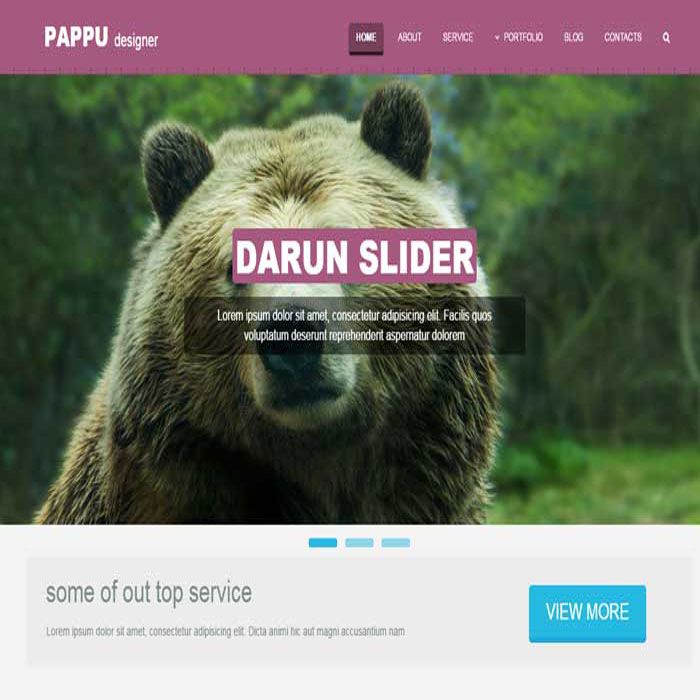 PAPPU designer
HOME ABOUT SERVICE PORTFOLIO BLOG CONTACTS
DARUN SLIDER
Lorem ipsum dolor sit amet, consectetur adipisicing elit. Facilis quos
voluptatum deserunt reprehenderit aspernatur dolorem
some of out top service
VIEW MORE
Lorem ipsum dolor sit amet, consectetur adipisicing elit. Dicta animi hic aut magni accusantium nam